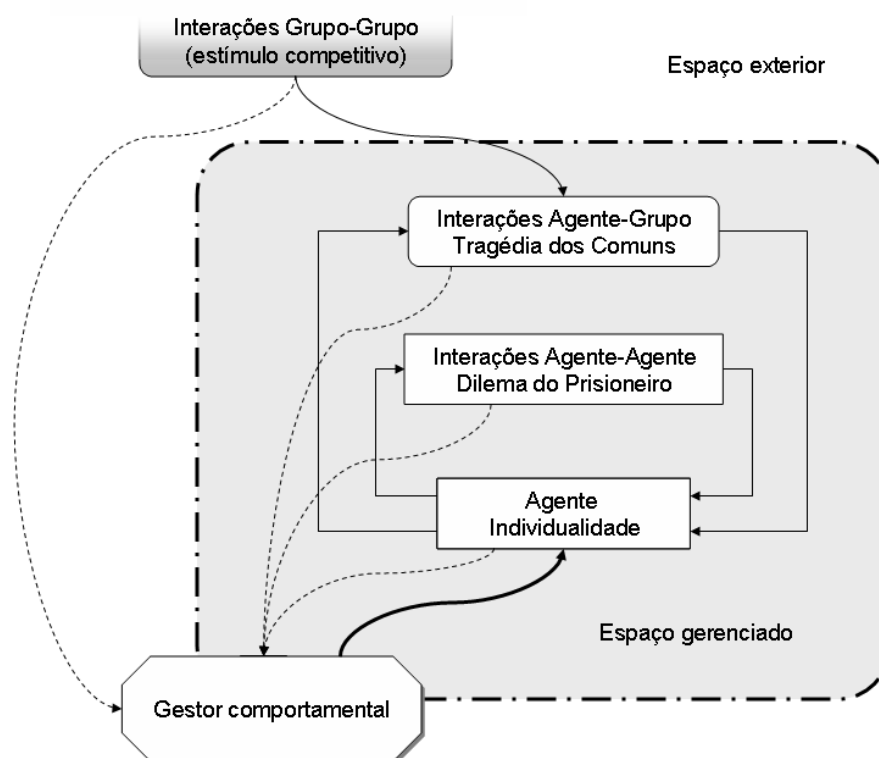 Interações Grupo-Grupo
(estímulo competitivo)
Espaço exterior
Interações Agente-Grupo
Tragédia dos Comuns
Interações Agente-Agente
Dilema do Prisioneiro
Agente
Individualidade
Espaço gerenciado
Gestor comportamental